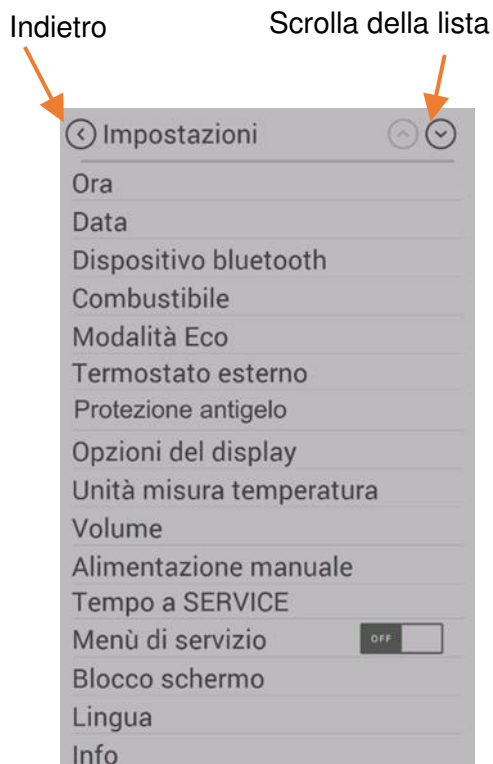 Indietro
Scrolla della lista
Impostazioni
Ora
Data
Dispositivo bluetooth
Combustibile
Modalità Eco
Termostato esterno
Protezione antigelo
Opzioni del display
Unità misura temperatura
Volume
Alimentazione manuale
Tempo a SERVICE
Menù di servizio OFF
Blocco schermo
Lingua
Info